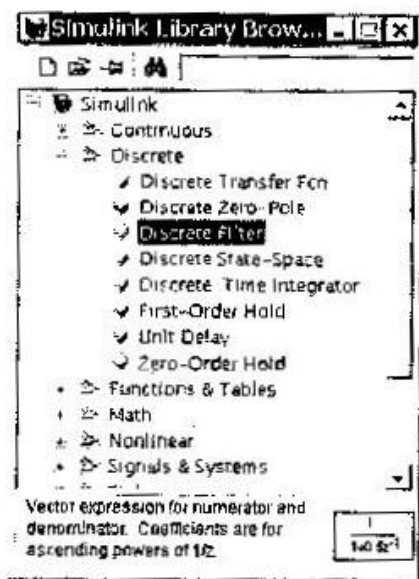 Simulink Library Brow...
Simulink
Continuous
Discrete
Discrete Transfer Fcn
Discrete Zero-Pole
Discrete Filter
Discrete State-Space
Discrete Time Integrator
First-Order Hold
Unit Delay
Zero-Order Hold
Functions & Tables
Math
Nonlinear
Signals & Systems
Vector expression for numerator and
denominator. Coefficients are for
ascending powers of 1/z.
1